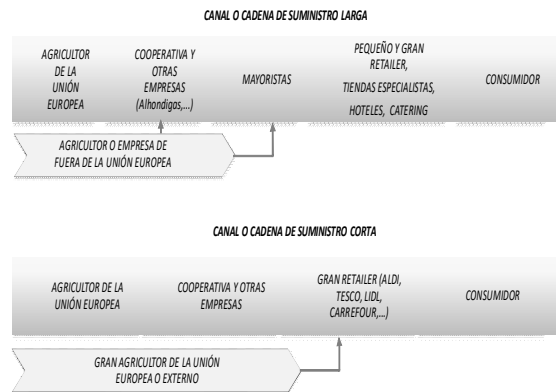 CANAL O CADENA DE SUMINISTRO LARGA
AGRICULTOR
DE LA
UNIÓN
EUROPEA
COOPERATIVA Y
OTRAS
EMPRESAS
(Alhondigas,...)
MAYORISTAS
PEQUEÑO Y GRAN
RETAILER,
TIENDAS ESPECIALISTAS,
HOTELES, CATERING
CONSUMIDOR
AGRICULTOR O EMPRESA DE
FUERA DE LA UNIÓN EUROPEA
CANAL O CADENA DE SUMINISTRO CORTA
AGRICULTOR DE LA
UNIÓN EUROPEA
COOPERATIVA Y OTRAS
EMPRESAS
GRAN RETAILER (ALDI,
TESCO, LIDL,
CARREFOUR,...)
CONSUMIDOR
GRAN AGRICULTOR DE LA UNIÓN
EUROPEA O EXTERNO